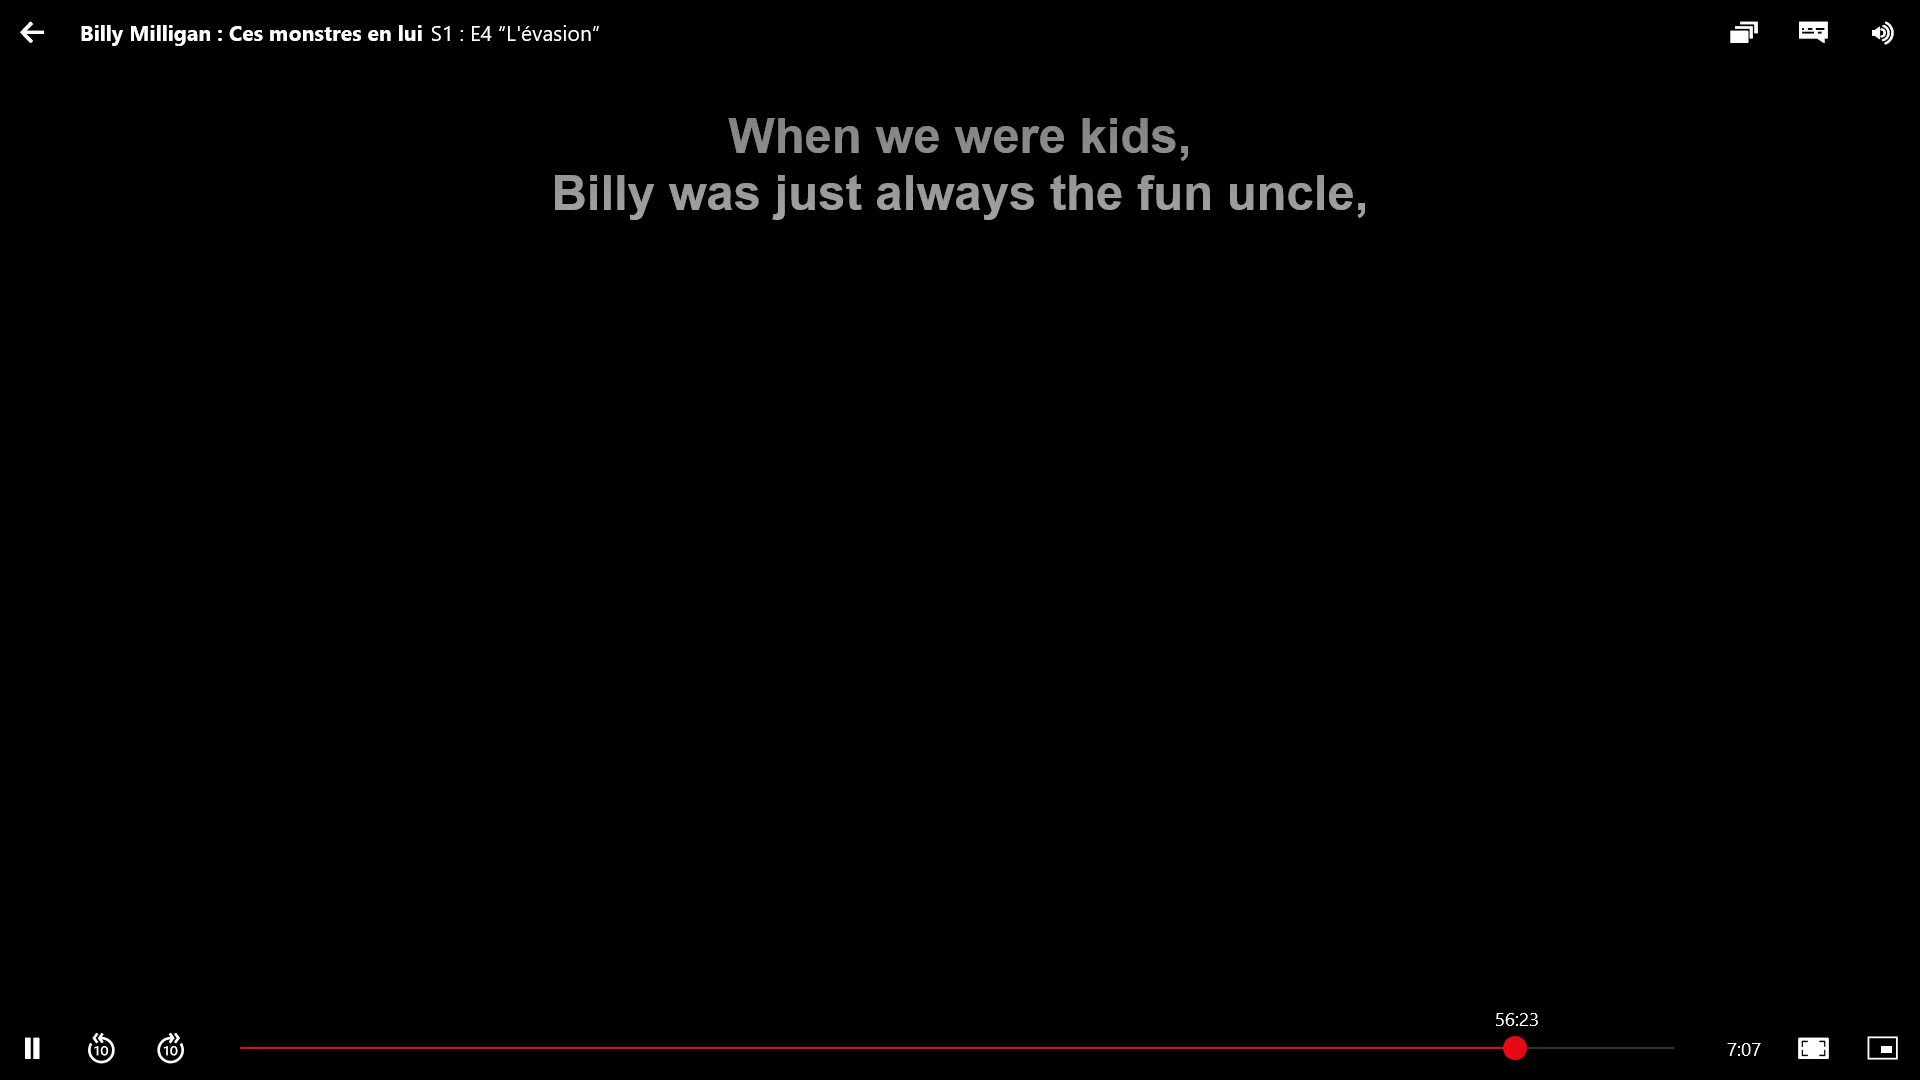 Billy Milligan : Ces monstres en lui S1 : E4 “L'évasion”
When we were kids,
Billy was just always the fun uncle,
56:23
10 10 7:07